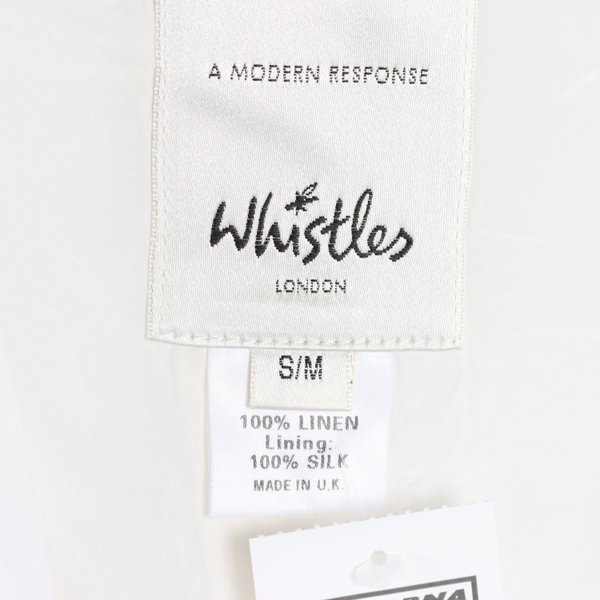 A MODERN RESPONSE
Whistles
LONDON
S/M
100% LINEN
Lining:
100% SILK
MADE IN U.K.